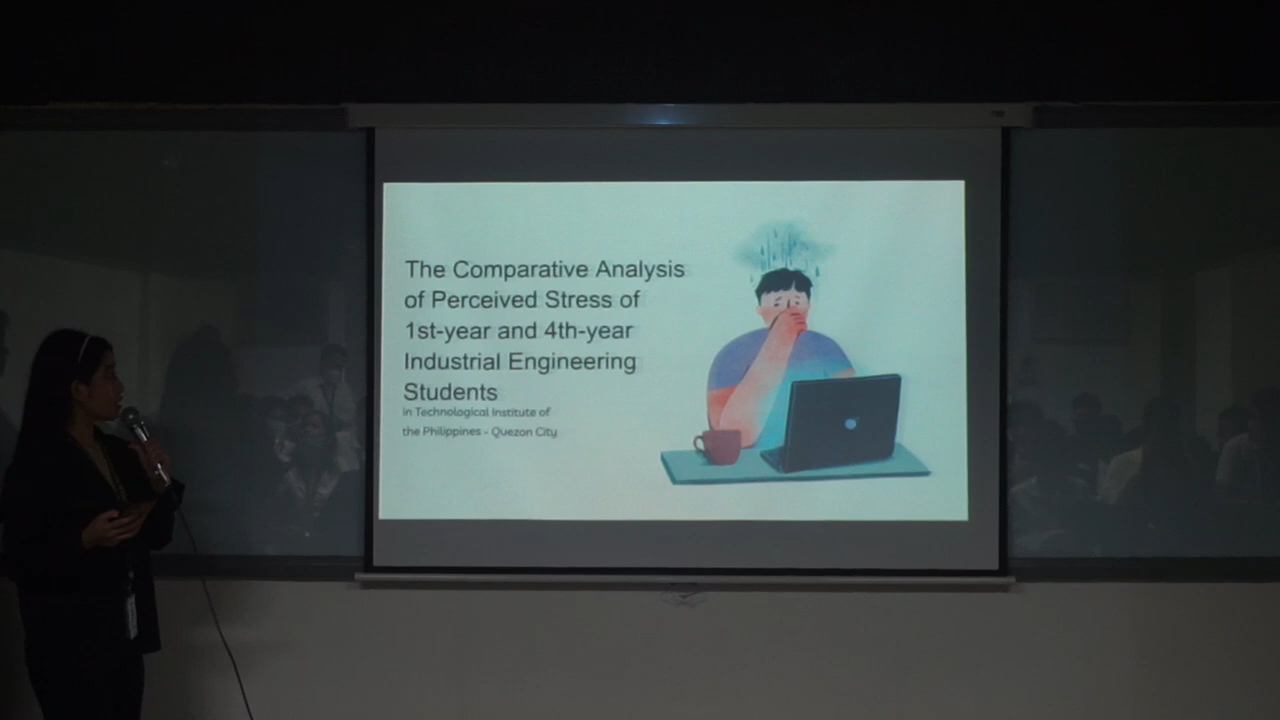 The Comparative Analysis
of Perceived Stress of
1st-year and 4th-year
Industrial Engineering
Students
in Technological Institute of
the Philippines - Quezon City